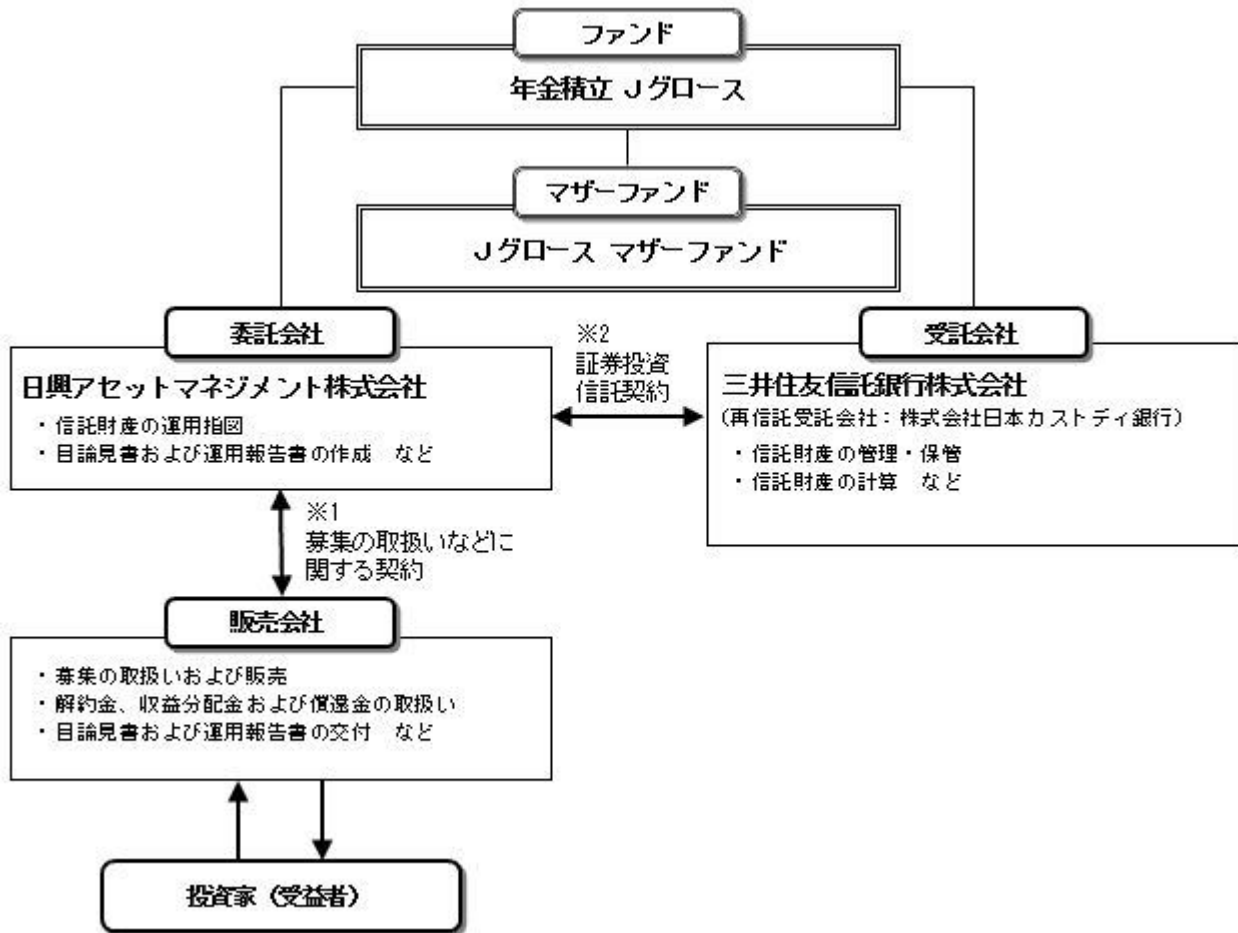 ファンド
年金積立 Jグロース
マザーファンド
Jグロース マザーファンド
委託会社
日興アセットマネジメント株式会社
・信託財産の運用指図
・目論見書および運用報告書の作成 など
※2
証券投資
信託契約
受託会社
三井住友信託銀行株式会社
(再信託受託会社:株式会社日本カストディ銀行)
・信託財産の管理・保管
・信託財産の計算 など
※1
募集の取扱いなどに
関する契約
販売会社
・募集の取扱いおよび販売
・解約金、収益分配金および償還金の取扱い
・目論見書および運用報告書の交付 など
投資家(受益者)